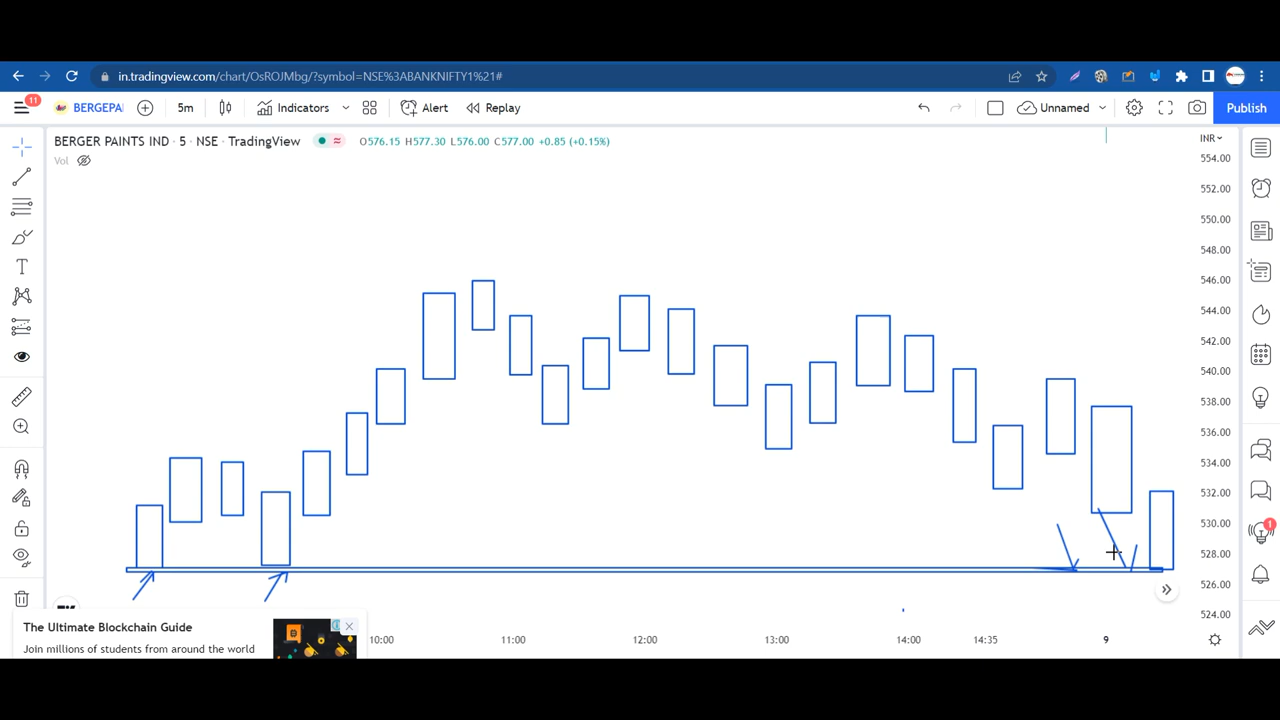 in.tradingview.com/chart/OsROJMbg/?symbol=NSE%3ABANKNIFTY1%21#
11
BERGEPA
5m
Indicators
Alert
Replay
Unnamed
Publish
BERGER PAINTS IND · 5 · NSE · TradingView
O576.15 H577.30 L576.00 C577.00 +0.85 (+0.15%)
Vol
INR
554.00
552.00
550.00
548.00
546.00
544.00
542.00
540.00
538.00
536.00
534.00
532.00
530.00
528.00
526.00
524.00
1
The Ultimate Blockchain Guide
Join millions of students from around the world
10:00
11:00
12:00
13:00
14:00
14:35
9